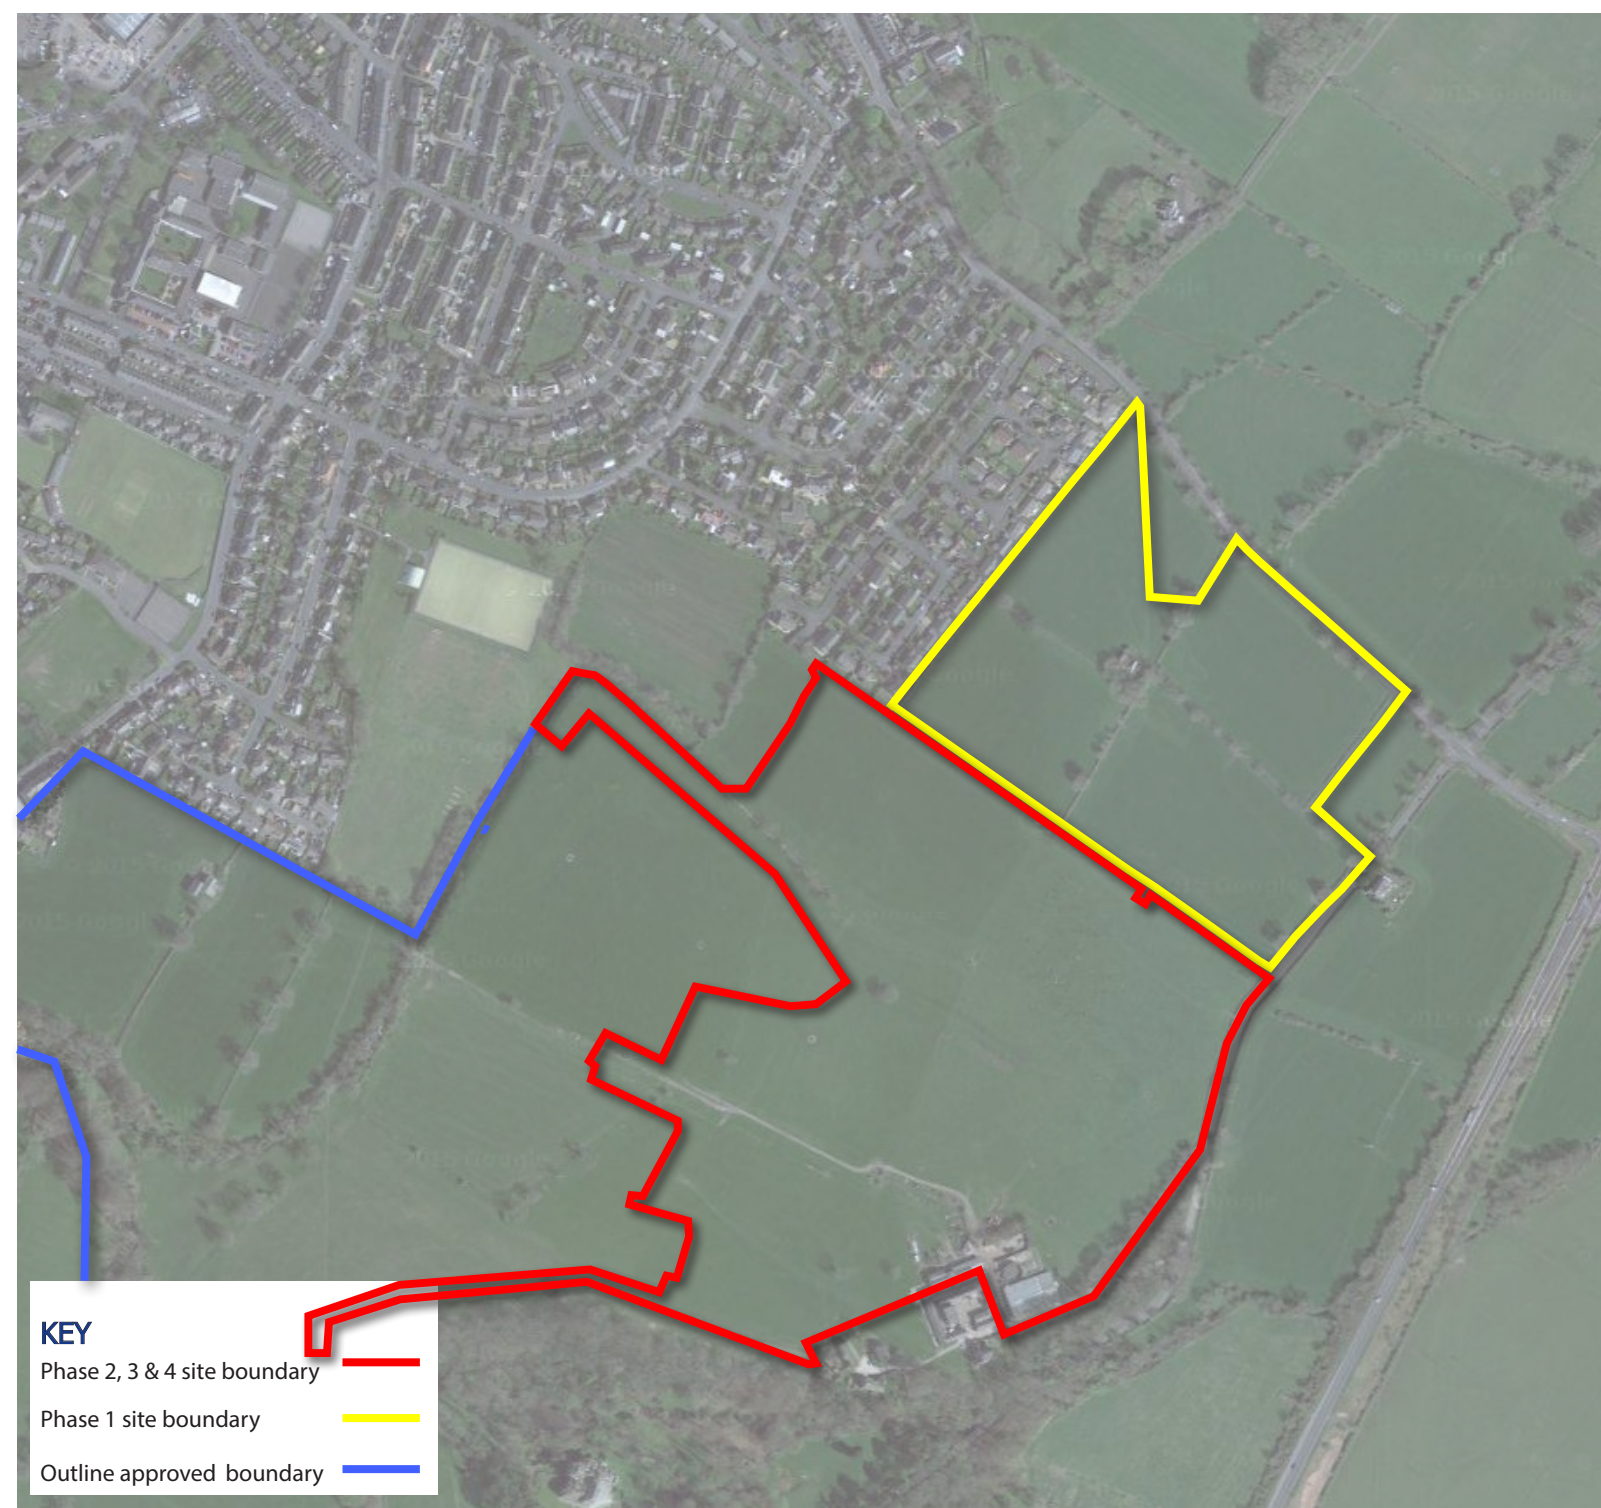 KEY
Phase 2, 3 & 4 site boundary
Phase 1 site boundary
Outline approved boundary